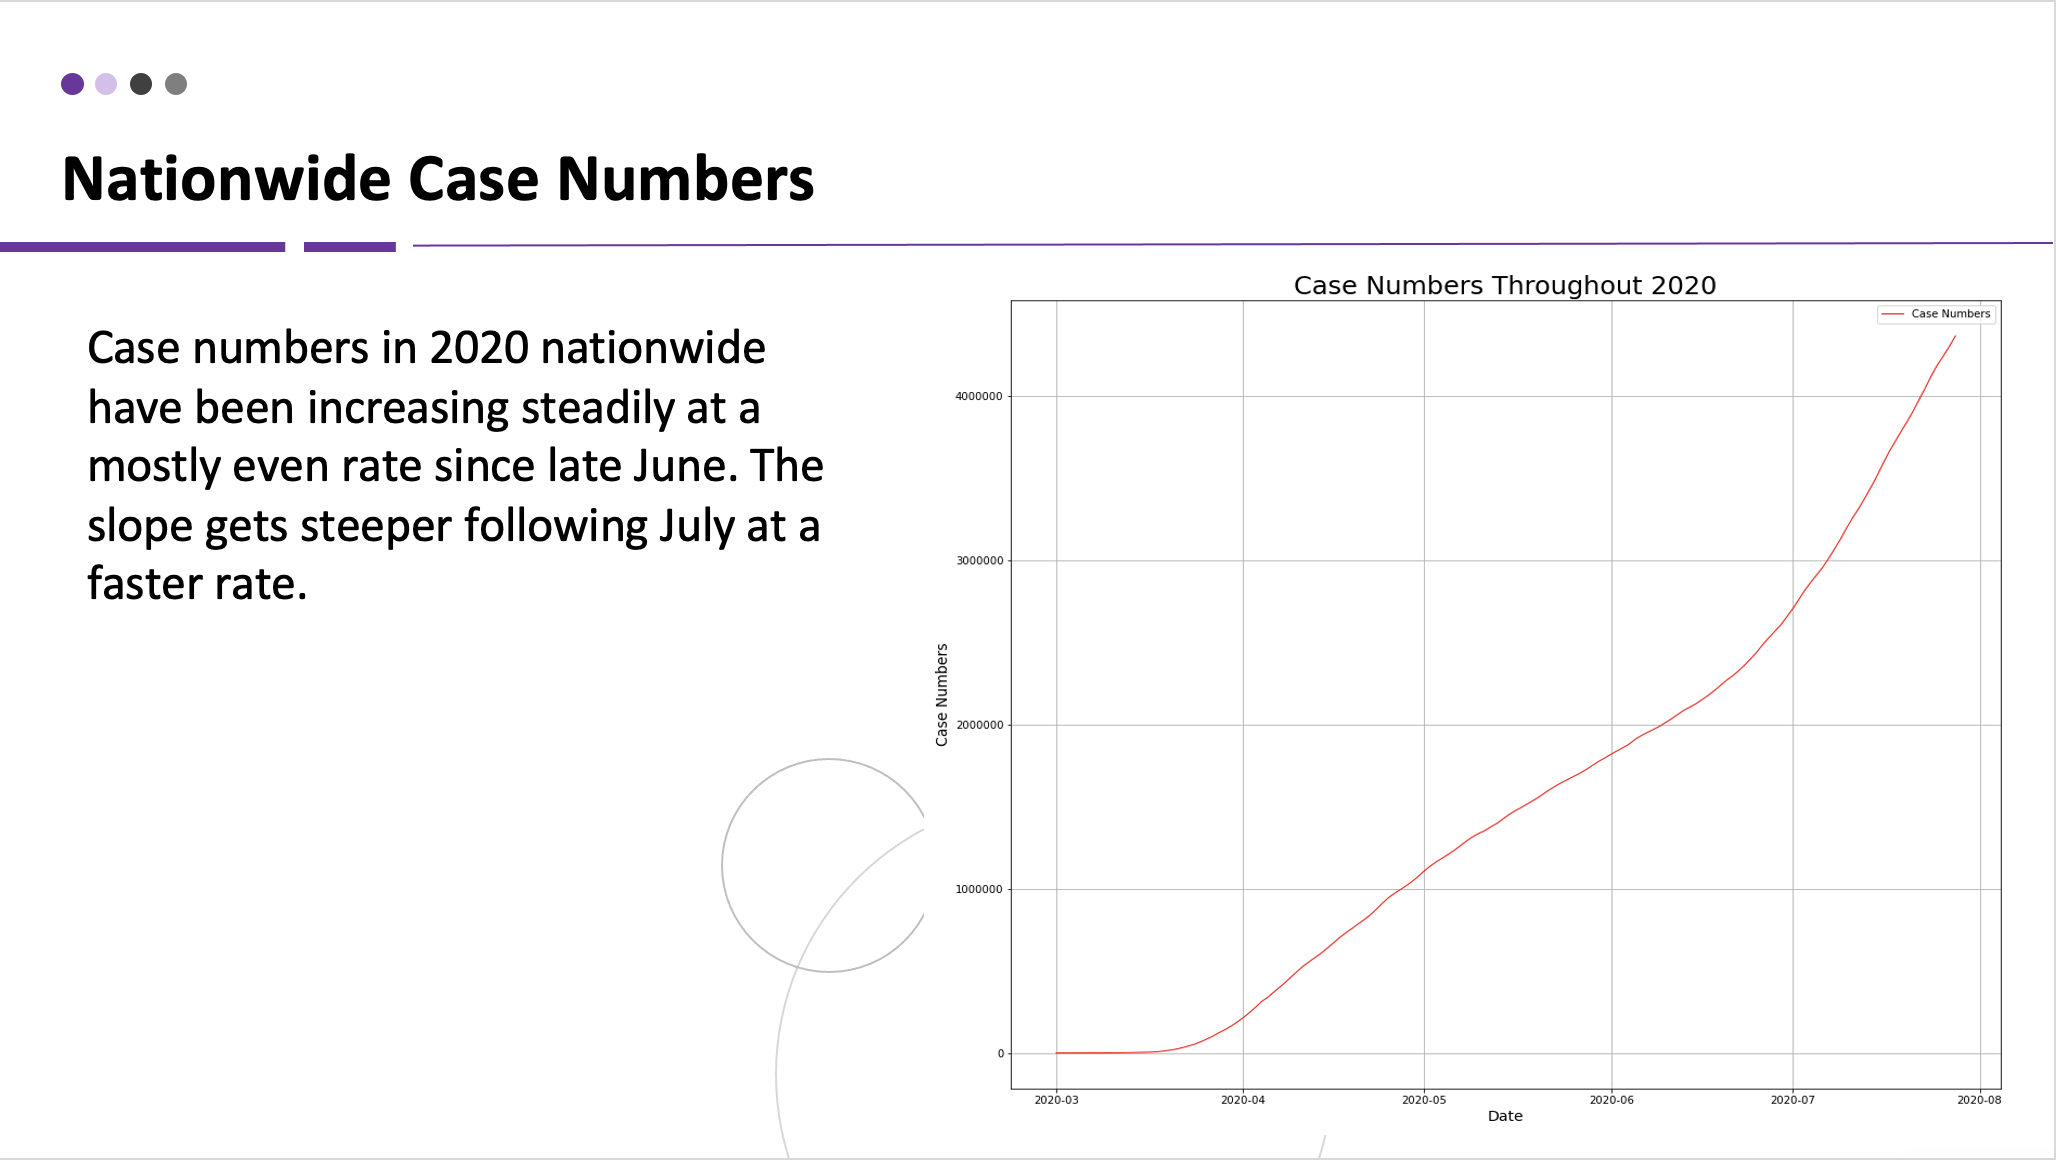 Nationwide Case Numbers
Case numbers in 2020 nationwide
have been increasing steadily at a
mostly even rate since late June. The
slope gets steeper following July at a
faster rate.
Case Numbers Throughout 2020
Case Numbers
4000000
3000000
2000000
1000000
0
Case Numbers
2020-03
2020-04
2020-05
2020-06
2020-07
2020-08
Date